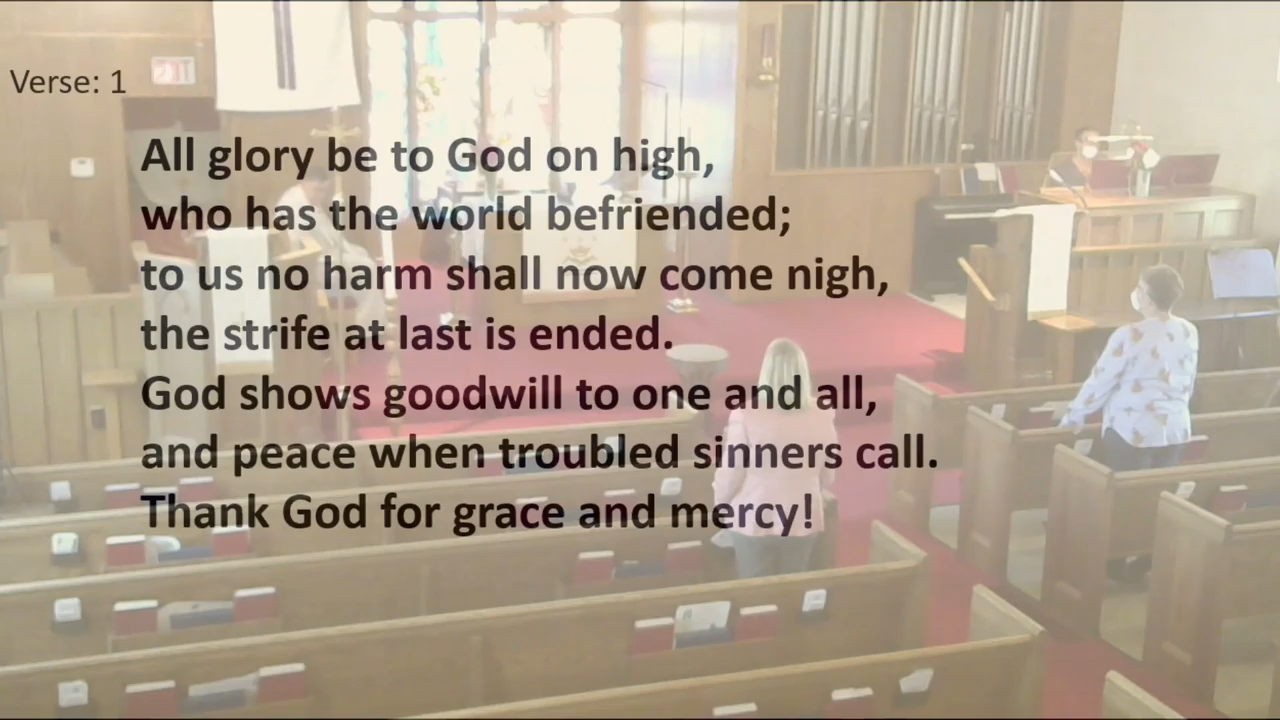 Verse: 1
All glory be to God on high,
who has the world befriended;
to us no harm shall now come nigh,
the strife at last is ended.
God shows goodwill to one and all,
and peace when troubled sinners call.
Thank God for grace and mercy!